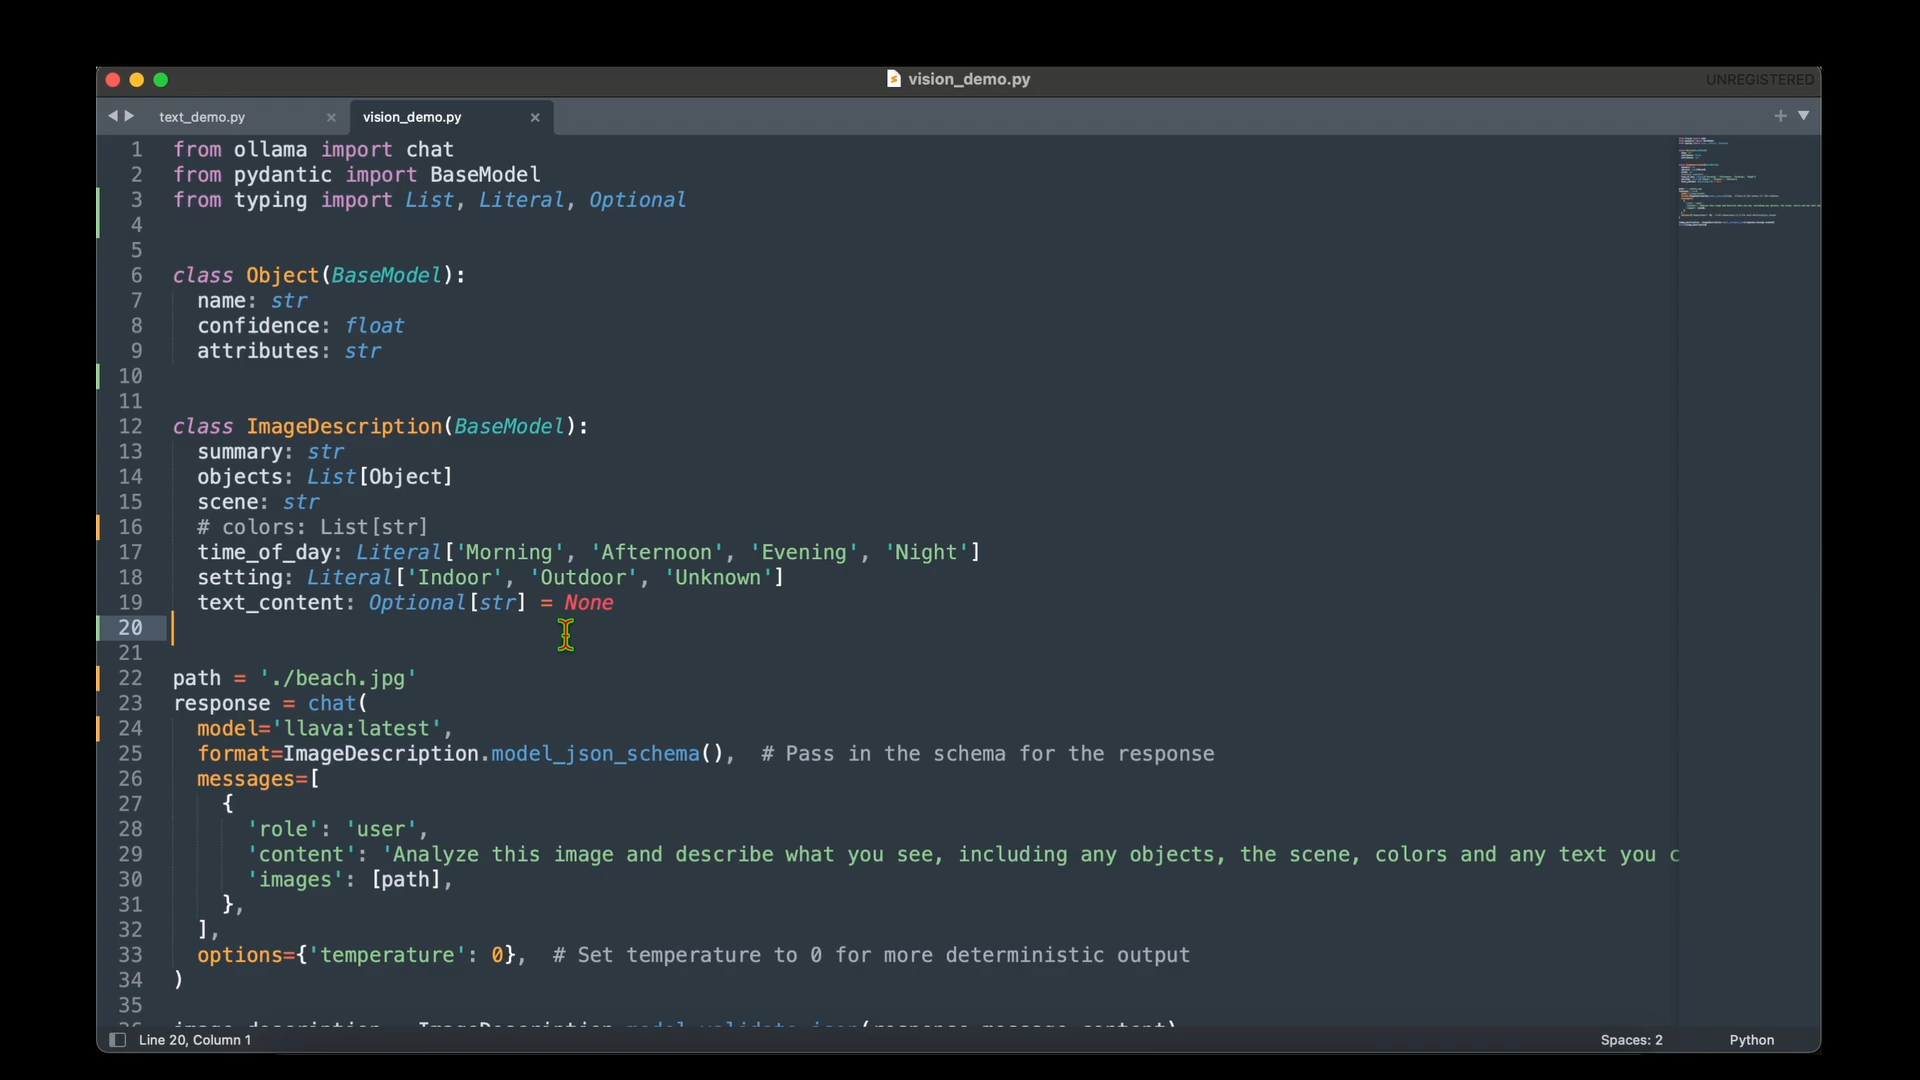 vision_demo.py
UNREGISTERED
text_demo.py
vision_demo.py
1 from ollama import chat
2 from pydantic import BaseModel
3 from typing import List, Literal, Optional
4
5
6 class Object(BaseModel):
7   name: str
8   confidence: float
9   attributes: str
10
11
12 class ImageDescription(BaseModel):
13   summary: str
14   objects: List[Object]
15   scene: str
16   # colors: List[str]
17   time_of_day: Literal['Morning', 'Afternoon', 'Evening', 'Night']
18   setting: Literal['Indoor', 'Outdoor', 'Unknown']
19   text_content: Optional[str] = None
20
21
22 path = './beach.jpg'
23 response = chat(
24   model='llava:latest',
25   format=ImageDescription.model_json_schema(),  # Pass in the schema for the response
26   messages=[
27     {
28       'role': 'user',
29       'content': 'Analyze this image and describe what you see, including any objects, the scene, colors and any text you c
30       'images': [path],
31     },
32   ],
33   options={'temperature': 0},  # Set temperature to 0 for more deterministic output
34 )
35
Line 20, Column 1
Spaces: 2
Python